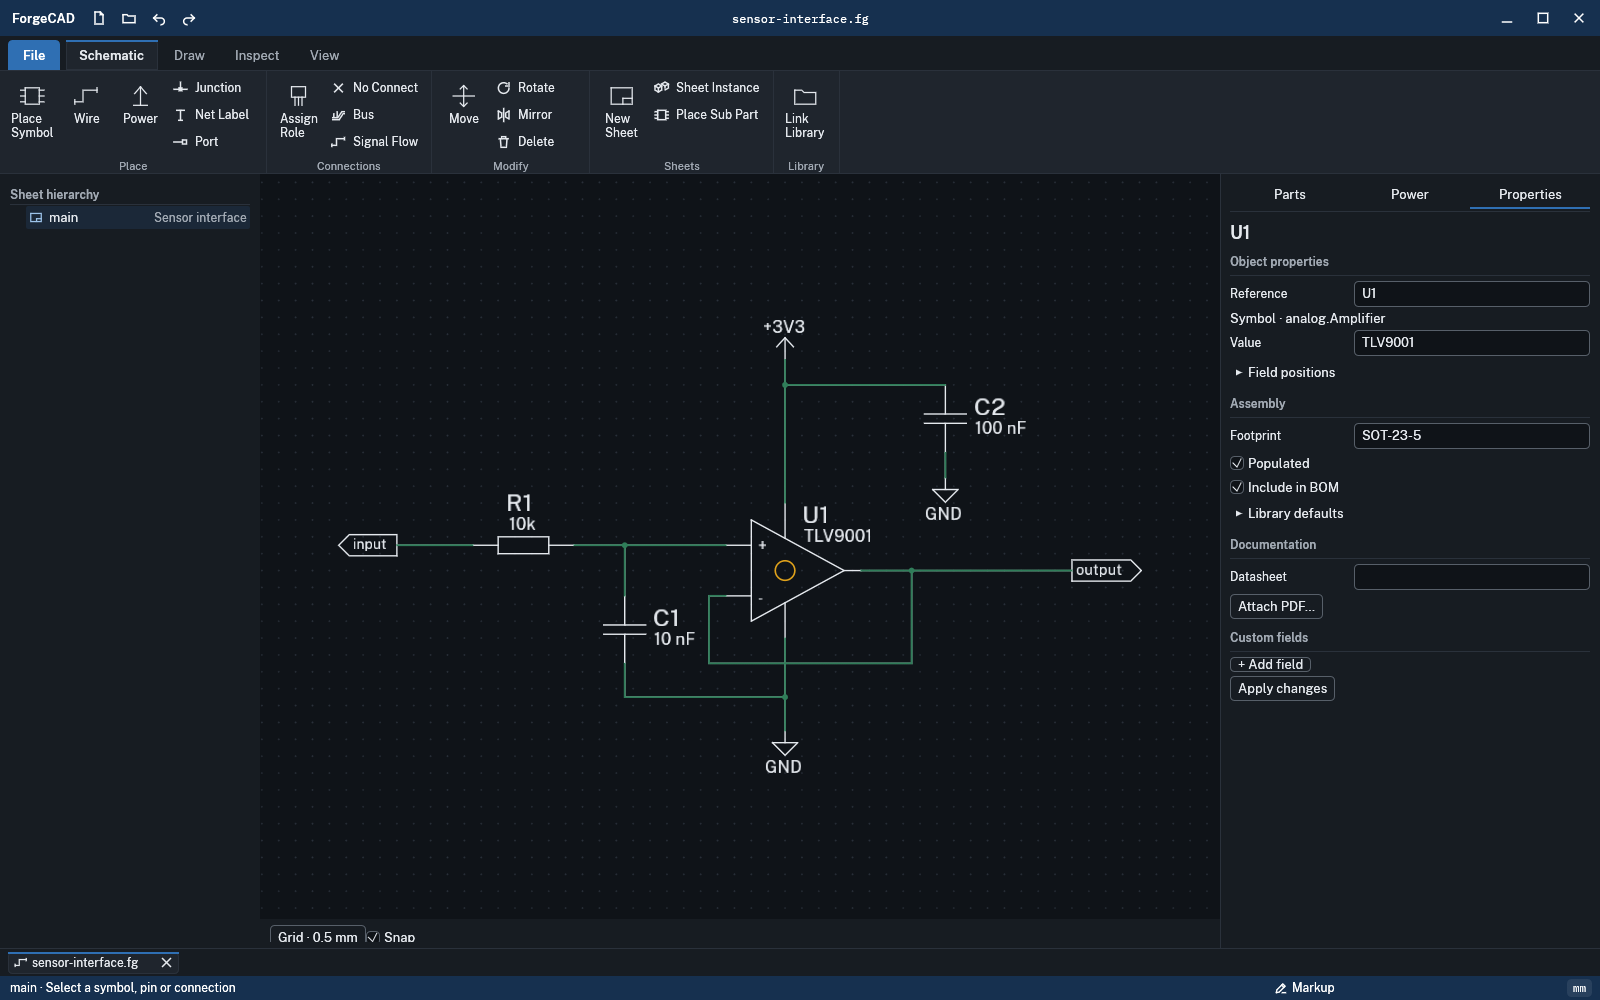 ForgeCAD
sensor-interface.fg
File
Schematic
Draw
Inspect
View
Place Symbol
Wire
Power
Junction
Net Label
Port
Place
Assign Role
No Connect
Bus
Signal Flow
Connections
Move
Rotate
Mirror
Delete
Modify
New Sheet
Sheet Instance
Place Sub Part
Sheets
Link Library
Library
Sheet hierarchy
main Sensor interface
+3V3
C2
100 nF
GND
R1
10k
input
U1
TLV9001
+
-
output
C1
10 nF
GND
Grid · 0.5 mm
Snap
Parts
Power
Properties
U1
Object properties
Reference U1
Symbol · analog.Amplifier
Value TLV9001
Field positions
Assembly
Footprint SOT-23-5
Populated
Include in BOM
Library defaults
Documentation
Datasheet
Attach PDF...
Custom fields
+ Add field
Apply changes
sensor-interface.fg
main · Select a symbol, pin or connection
Markup
mm